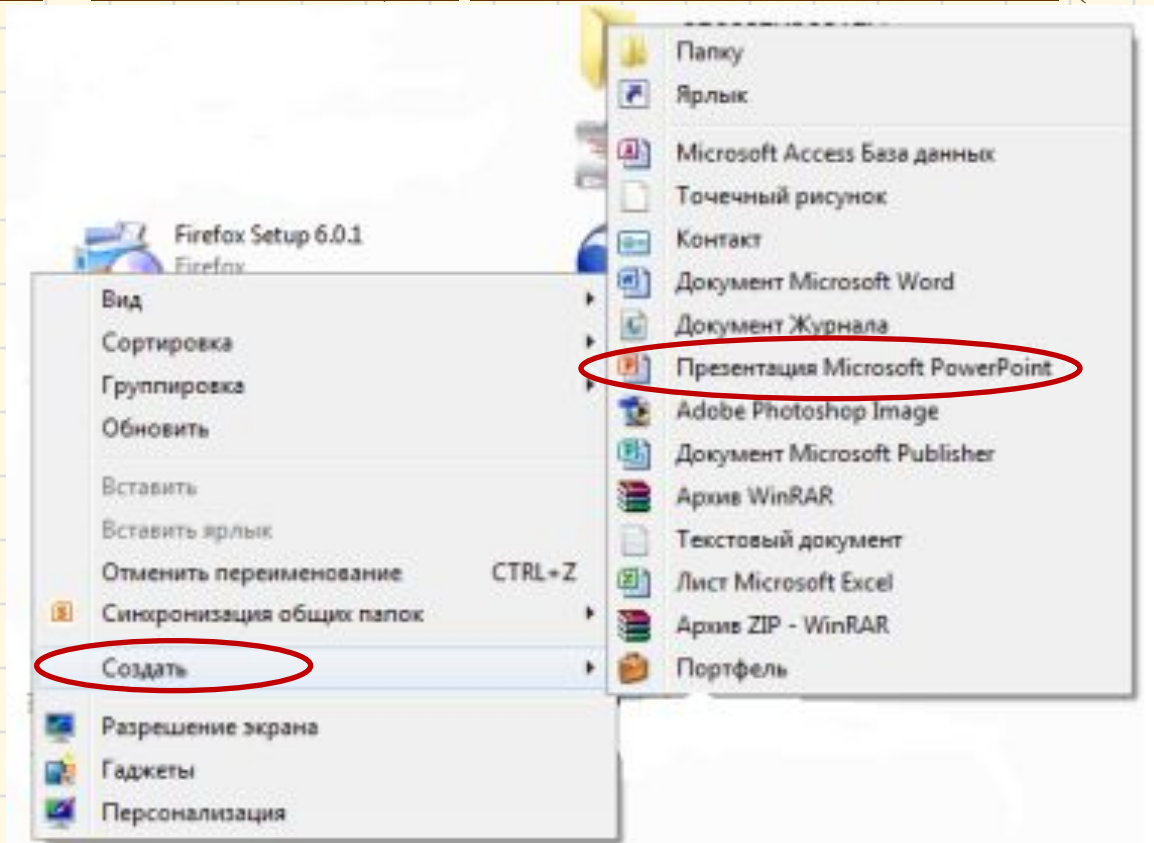 Firefox Setup 6.0.1
Firefox
Вид
Сортировка
Группировка
Обновить
Вставить
Вставить ярлык
Отменить переименование CTRL+Z
Синхронизация общих папок
Создать
Разрешение экрана
Гаджеты
Персонализация
Папку
Ярлык
Microsoft Access База данных
Точечный рисунок
Контакт
Документ Microsoft Word
Документ Журнала
Презентация Microsoft PowerPoint
Adobe Photoshop Image
Документ Microsoft Publisher
Архив WinRAR
Текстовый документ
Лист Microsoft Excel
Архив ZIP - WinRAR
Портфель